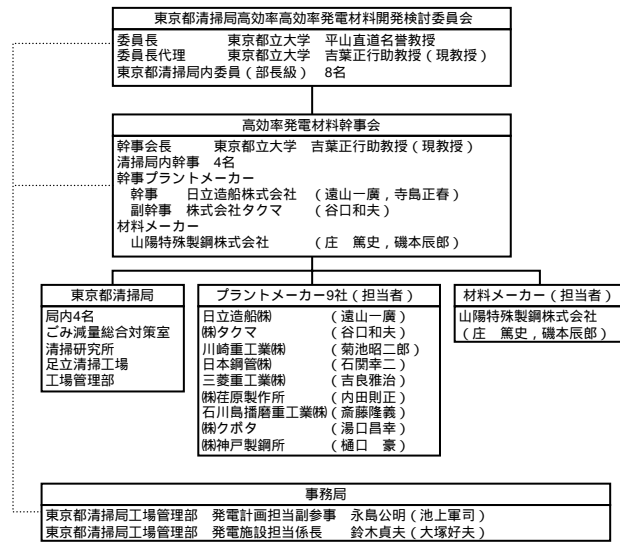 東京都清掃局高効率高効率発電材料開発検討委員会
委員長　　　東京都立大学　平山直道名誉教授
委員長代理　東京都立大学　吉葉正行助教授(現教授)
東京都清掃局内委員(部長級)　8名
高効率発電材料幹事会
幹事会長　　東京都立大学　吉葉正行助教授(現教授)
清掃局内幹事　4名
幹事プラントメーカー
幹事　　日立造船株式会社　(遠山一廣,寺島正春)
副幹事　株式会社タクマ　　(谷口和夫)
材料メーカー
山陽特殊製鋼株式会社　　(庄　篤史,磯本辰郎)
東京都清掃局
局内4名
ごみ減量総合対策室
清掃研究所
足立清掃工場
工場管理部
プラントメーカー9社(担当者)
日立造船㈱　　　(遠山一廣)
㈱タクマ　　　　(谷口和夫)
川崎重工業㈱　　(菊池昭二郎)
日本鋼管㈱　　　(石関幸二)
三菱重工業㈱　　(吉良雅治)
㈱荏原製作所　　(内田則正)
石川島播磨重工業㈱(斎藤隆義)
㈱クボタ　　　　(湯口昌幸)
㈱神戸製鋼所　　(樋口　豪)
材料メーカー(担当者)
山陽特殊製鋼株式会社
(庄　篤史,磯本辰郎)
事務局
東京都清掃局工場管理部　発電計画担当副参事　永島公明(池上軍司)
東京都清掃局工場管理部　発電施設担当係長　　鈴木貞夫(大塚好夫)